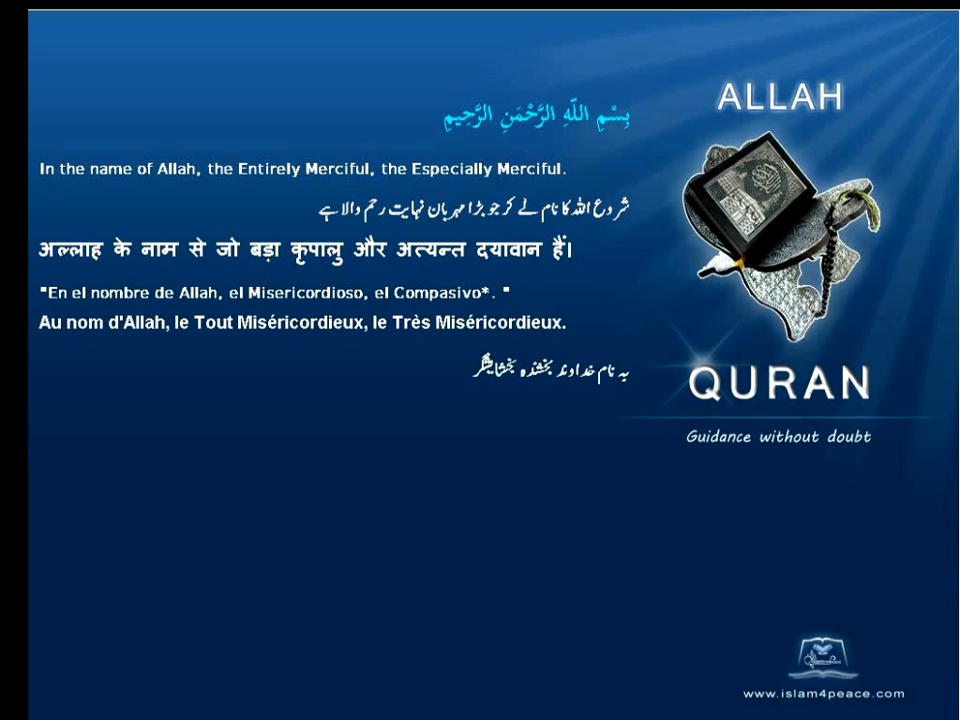 بِسْمِ اللّهِ الرَّحْمَنِ الرَّحِيمِ
In the name of Allah, the Entirely Merciful, the Especially Merciful.
شروع اللہ کا نام لے کر جو بڑا مہربان نہایت رحم والا ہے
अल्लाह के नाम से जो बड़ा कृपालु और अत्यन्त दयावान हैं।
"En el nombre de Allah, el Misericordioso, el Compasivo*. "
Au nom d'Allah, le Tout Miséricordieux, le Très Miséricordieux.
به نام خداوند بخشنده بخشایشگر
ALLAH
QURAN
Guidance without doubt
www.islam4peace.com